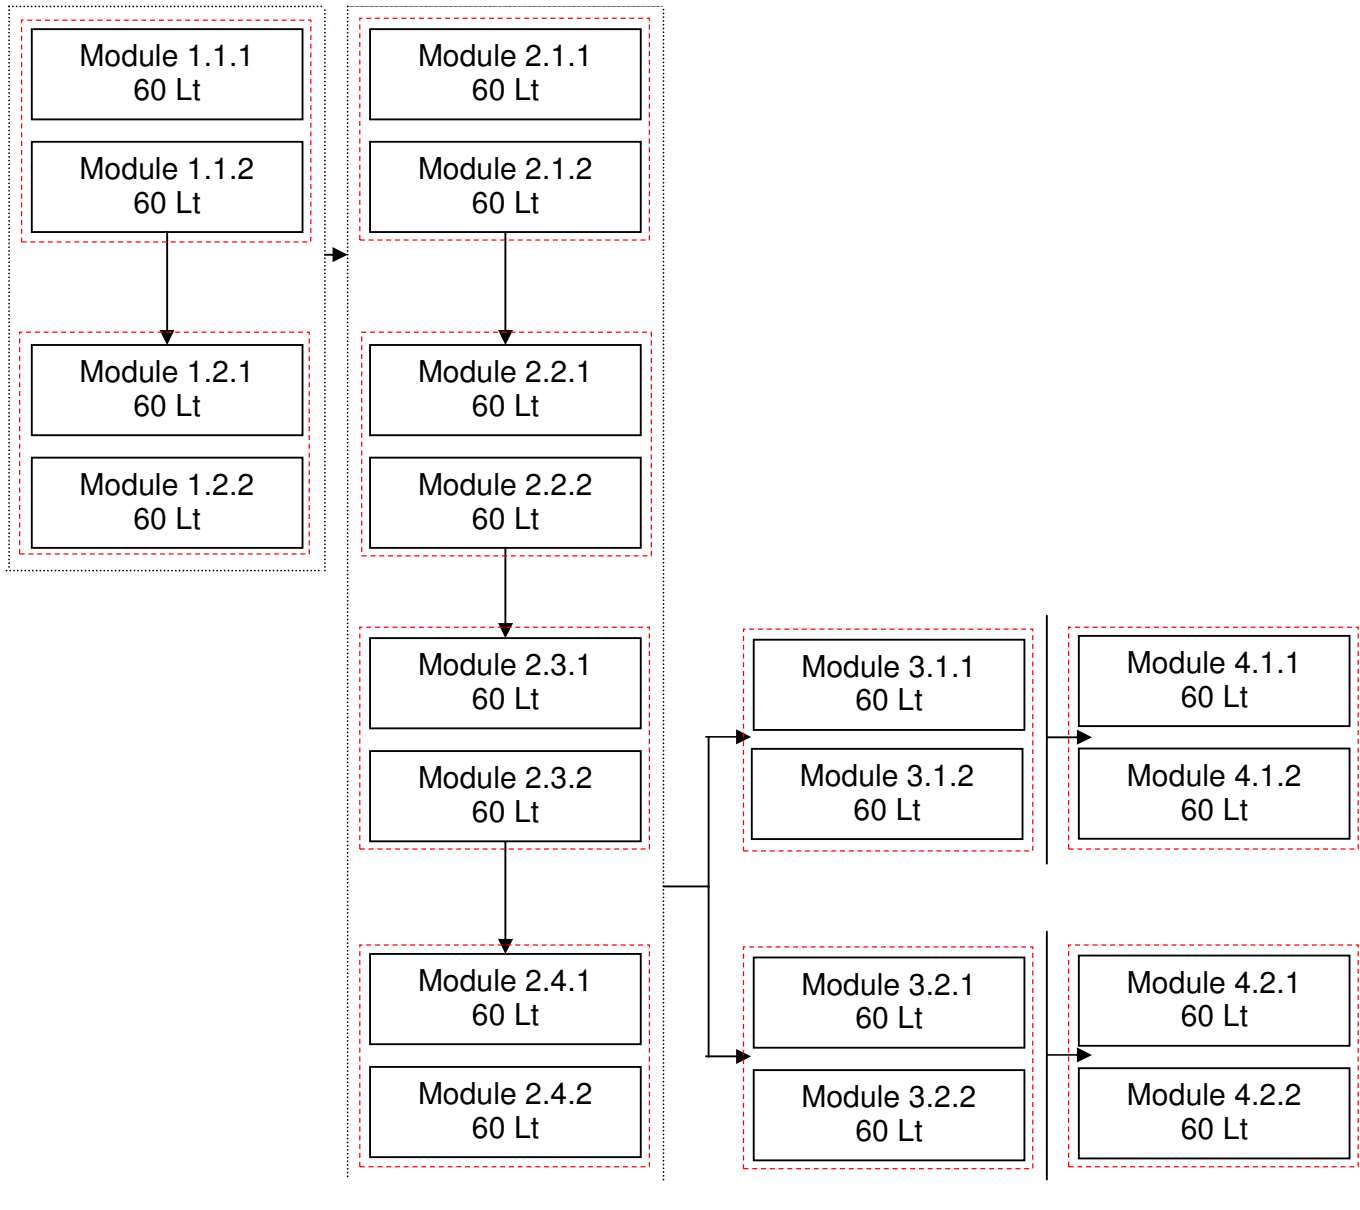 Module 1.1.1
60 Lt
Module 1.1.2
60 Lt
Module 1.2.1
60 Lt
Module 1.2.2
60 Lt
Module 2.1.1
60 Lt
Module 2.1.2
60 Lt
Module 2.2.1
60 Lt
Module 2.2.2
60 Lt
Module 2.3.1
60 Lt
Module 2.3.2
60 Lt
Module 2.4.1
60 Lt
Module 2.4.2
60 Lt
Module 3.1.1
60 Lt
Module 3.1.2
60 Lt
Module 3.2.1
60 Lt
Module 3.2.2
60 Lt
Module 4.1.1
60 Lt
Module 4.1.2
60 Lt
Module 4.2.1
60 Lt
Module 4.2.2
60 Lt